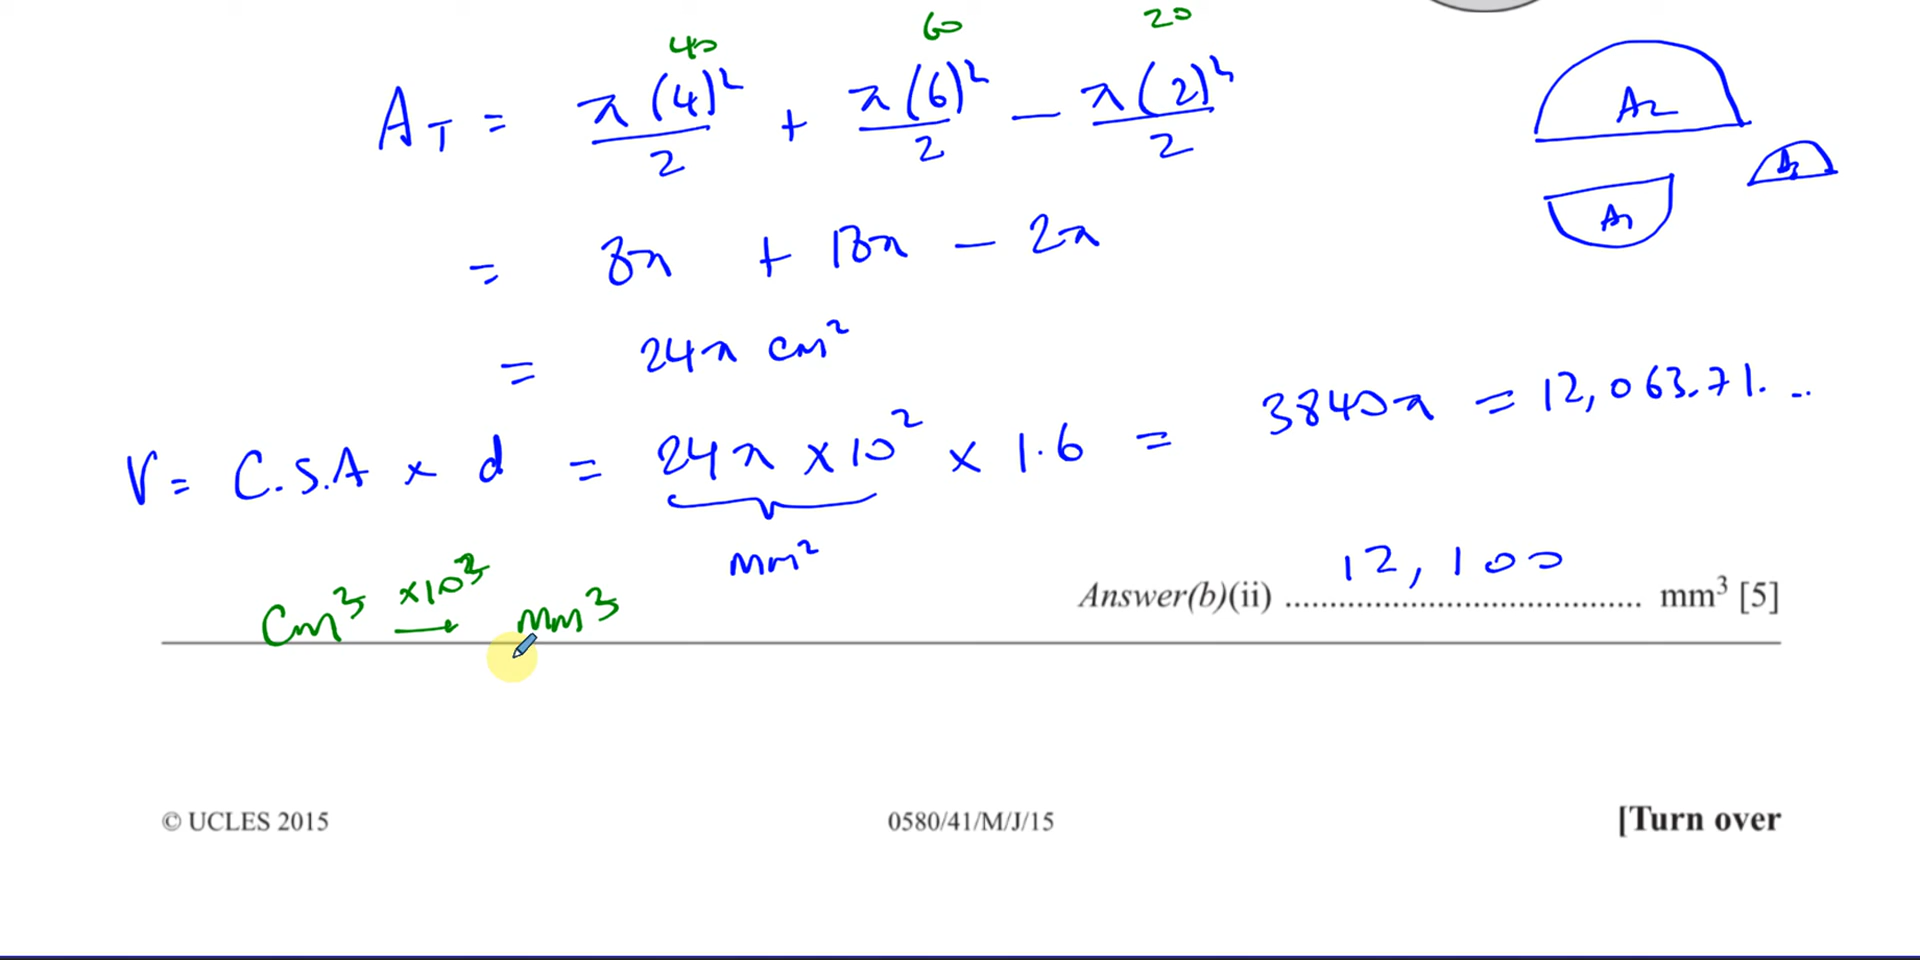 40 60 20
A_T = π(4)²/2 + π(6)²/2 − π(2)²/2
A2
A3
A1
= 8π + 18π − 2π
= 24π cm²
V = C.S.A × d = 24π × 10² × 1.6 = 3840π = 12,063.71...
mm²
cm³ ×10³ → mm³
12,100
Answer(b)(ii) ........................................ mm³ [5]
© UCLES 2015 0580/41/M/J/15 [Turn over